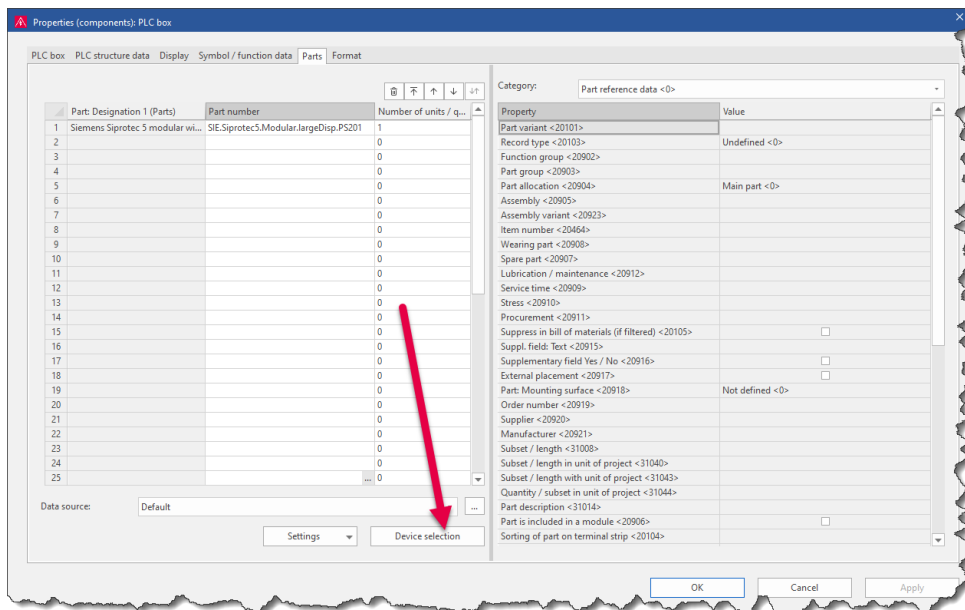 Properties (components): PLC box
PLC box PLC structure data Display Symbol / function data Parts Format
Category: Part reference data <0>
Part: Designation 1 (Parts) Part number Number of units / q...
1 Siemens Siprotec 5 modular wi... SIE.Siprotec5.Modular.largeDisp.PS201 1
2 0
3 0
4 0
5 0
6 0
7 0
8 0
9 0
10 0
11 0
12 0
13 0
14 0
15 0
16 0
17 0
18 0
19 0
20 0
21 0
22 0
23 0
24 0
25 ... 0
Data source: Default ...
Settings Device selection
Property Value
Part variant <20101>
Record type <20103> Undefined <0>
Function group <20902>
Part group <20903>
Part allocation <20904> Main part <0>
Assembly <20905>
Assembly variant <20923>
Item number <20464>
Wearing part <20908>
Spare part <20907>
Lubrication / maintenance <20912>
Service time <20909>
Stress <20910>
Procurement <20911>
Suppress in bill of materials (if filtered) <20105>
Suppl. field: Text <20915>
Supplementary field Yes / No <20916>
External placement <20917>
Part: Mounting surface <20918> Not defined <0>
Order number <20919>
Supplier <20920>
Manufacturer <20921>
Subset / length <31008>
Subset / length in unit of project <31040>
Subset / length with unit of project <31043>
Quantity / subset in unit of project <31044>
Part description <31014>
Part is included in a module <20906>
Sorting of part on terminal strip <20104>
OK Cancel Apply